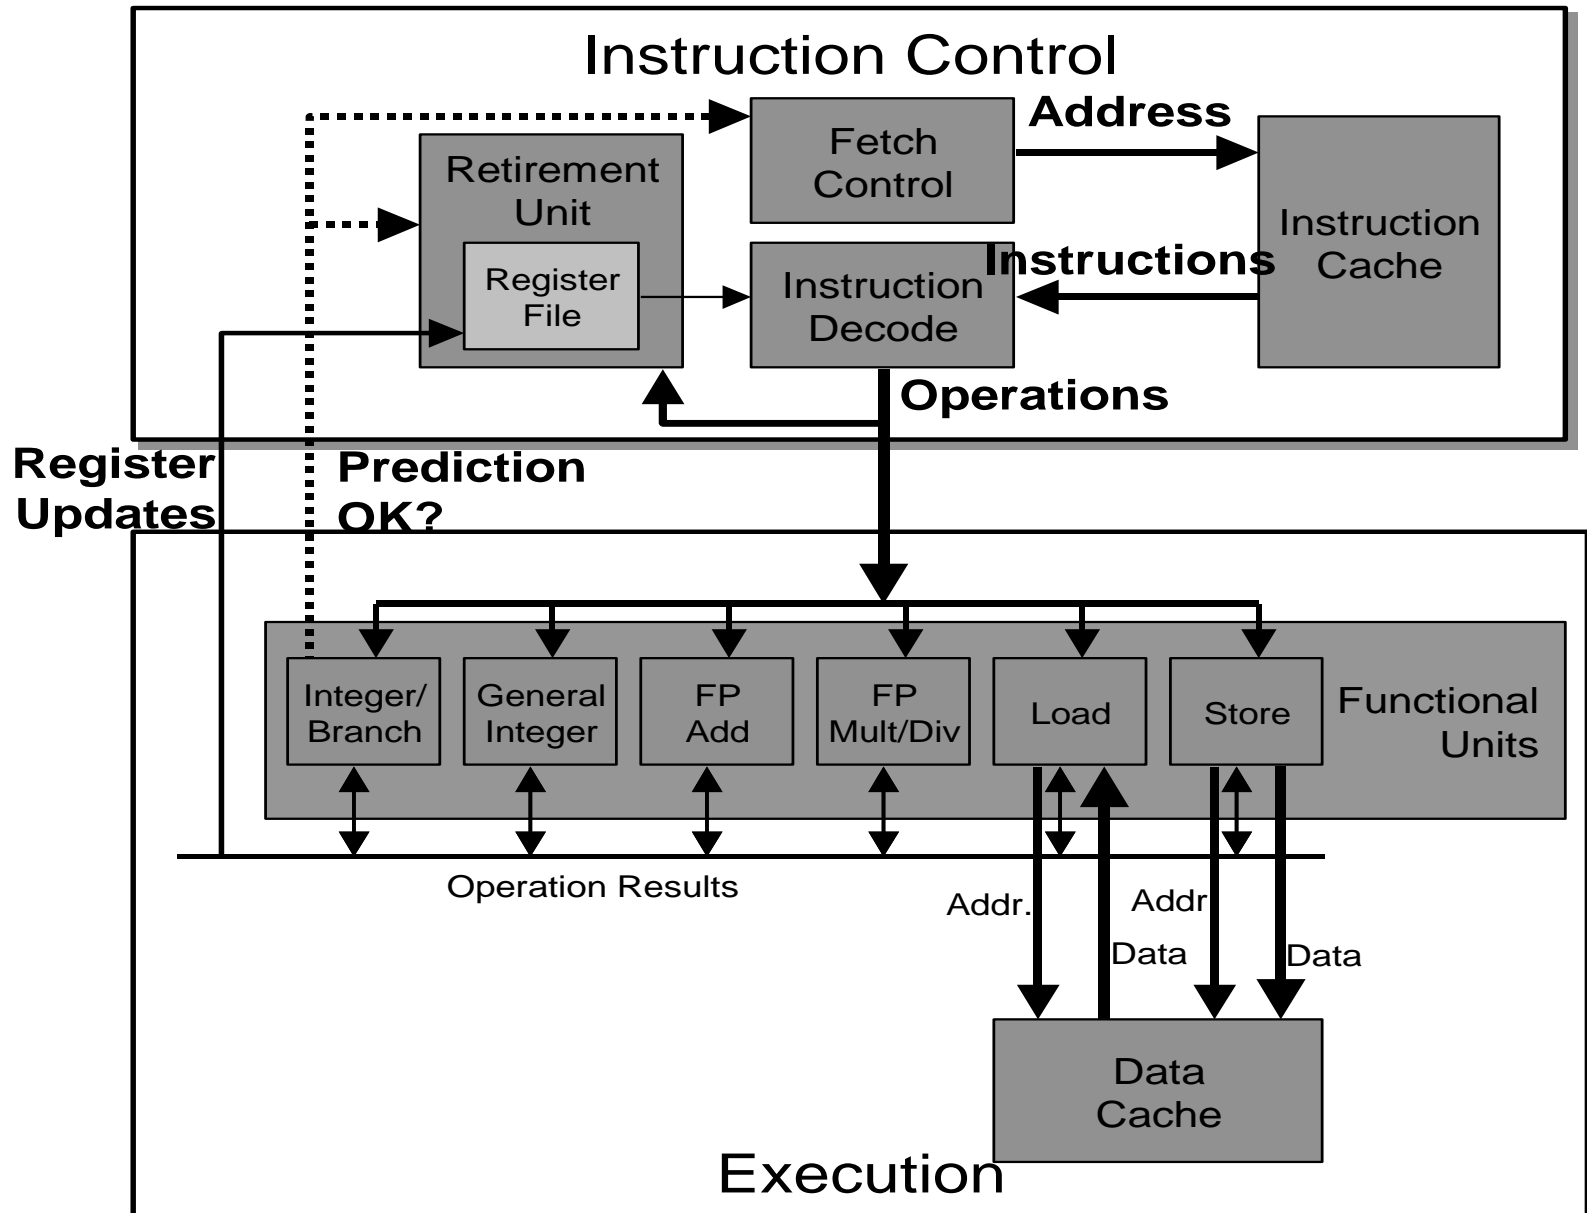 Instruction Control
Address
Fetch
Control
Retirement
Unit
Instruction
Cache
Instructions
Register
File
Instruction
Decode
Operations
Register
Updates
Prediction
OK?
Integer/
Branch
General
Integer
FP
Add
FP
Mult/Div
Load
Store
Functional
Units
Operation Results
Addr.
Addr
Data
Data
Data
Cache
Execution